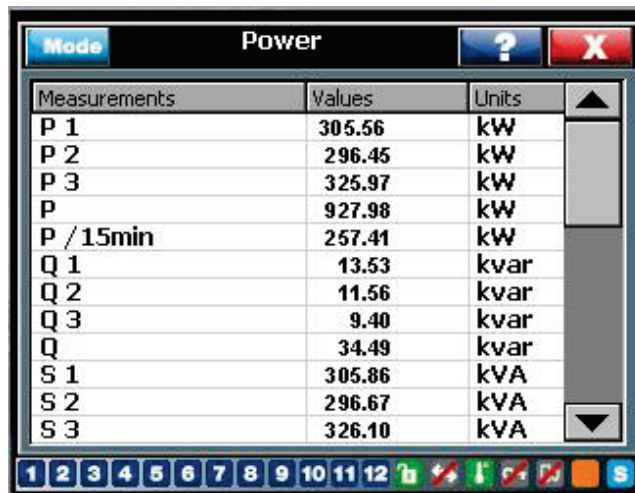 Mode Power ? X
Measurements Values Units
P 1 305.56 kW
P 2 296.45 kW
P 3 325.97 kW
P 927.98 kW
P /15min 257.41 kW
Q 1 13.53 kvar
Q 2 11.56 kvar
Q 3 9.40 kvar
Q 34.49 kvar
S 1 305.86 kVA
S 2 296.67 kVA
S 3 326.10 kVA
1 2 3 4 5 6 7 8 9 10 11 12 S